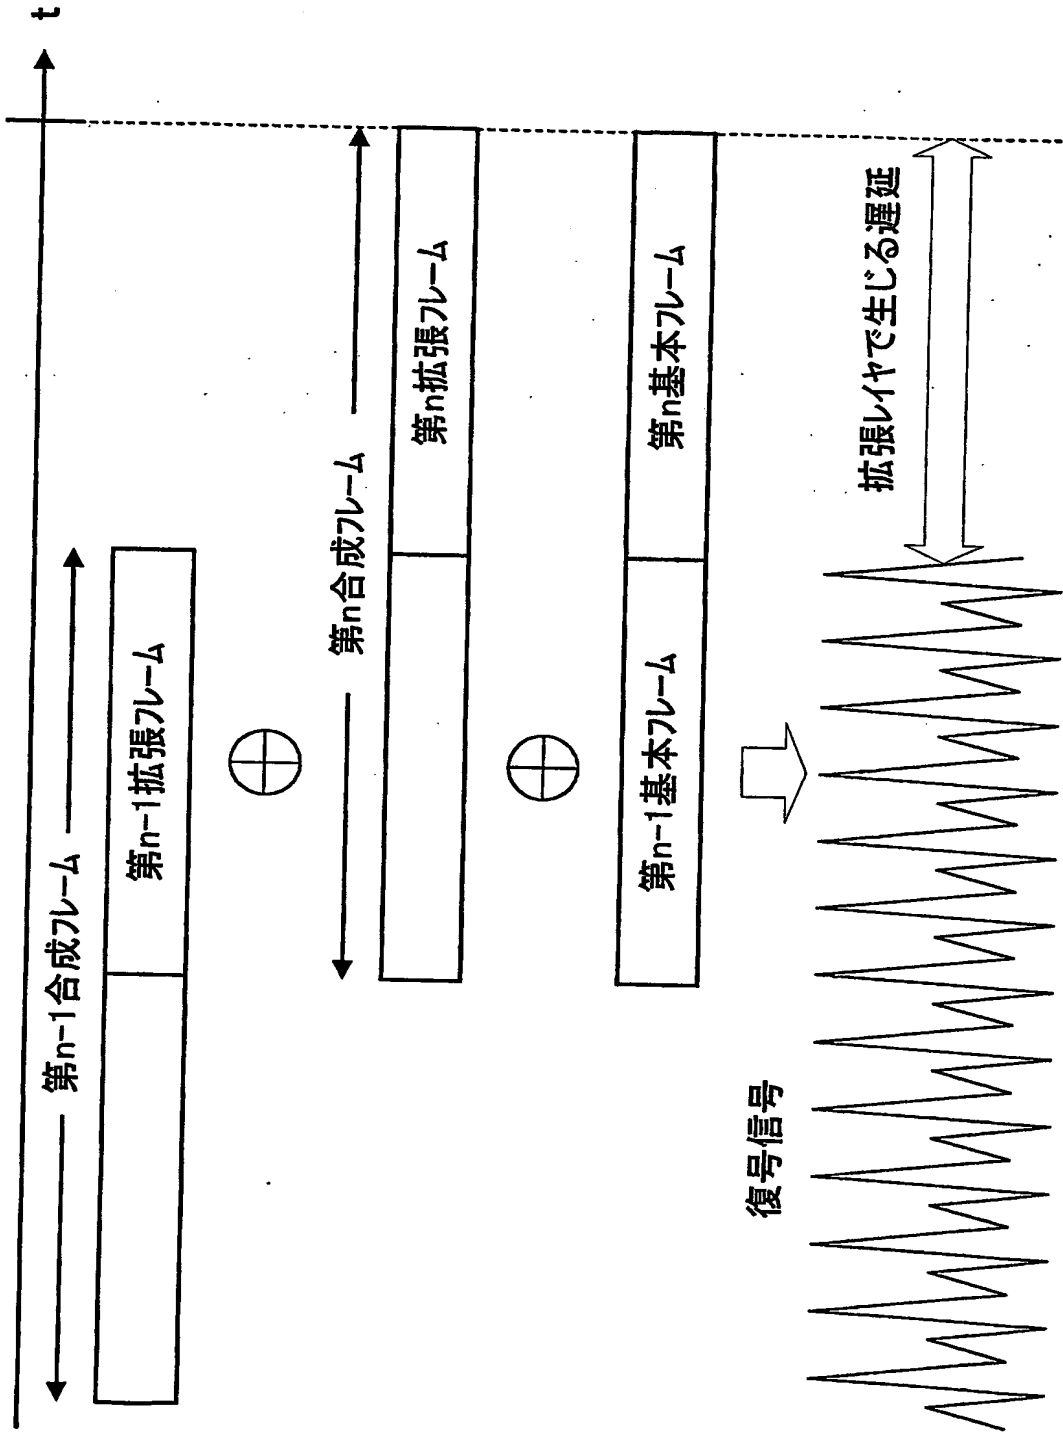 t
第n-1合成フレーム
第n-1拡張フレーム
第n合成フレーム
第n拡張フレーム
第n-1基本フレーム
第n基本フレーム
復号信号
拡張レイヤで生じる遅延